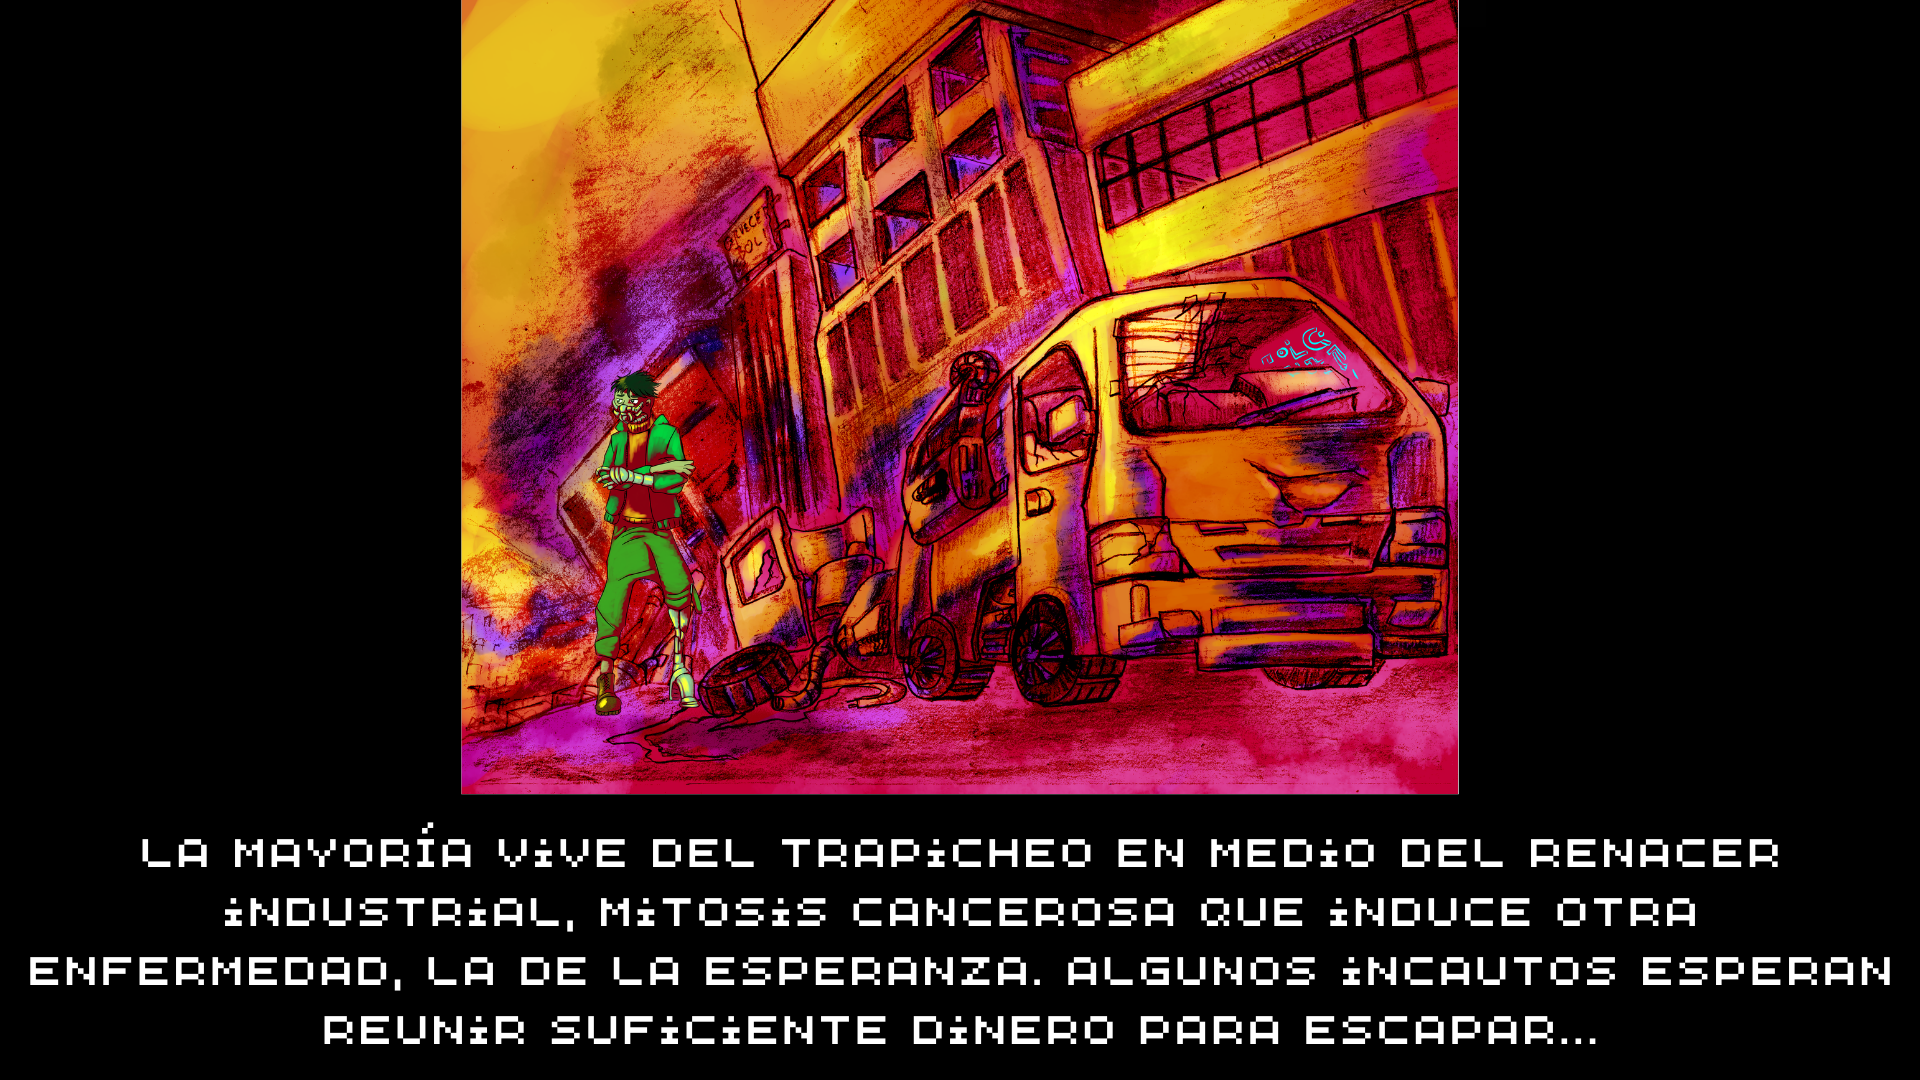 LA MAYORÍA ViVE DEL TRAPiCHEO EN MEDiO DEL RENACER
iNDUSTRiAL, MiTOSiS CANCEROSA QUE iNDUCE OTRA
ENFERMEDAD, LA DE LA ESPERANZA. ALGUNOS iNCAUTOS ESPERAN
REUNiR SUFiCiENTE DiNERO PARA ESCAPAR...